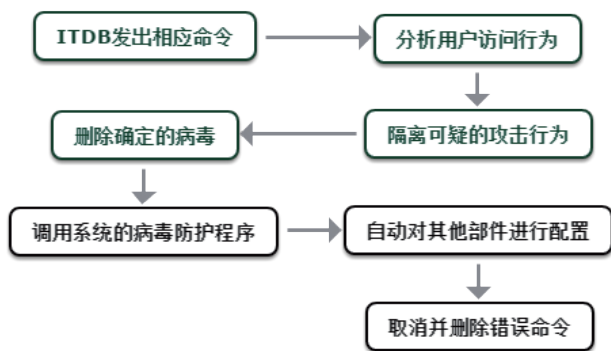 ITDB发出相应命令
分析用户访问行为
隔离可疑的攻击行为
删除确定的病毒
调用系统的病毒防护程序
自动对其他部件进行配置
取消并删除错误命令